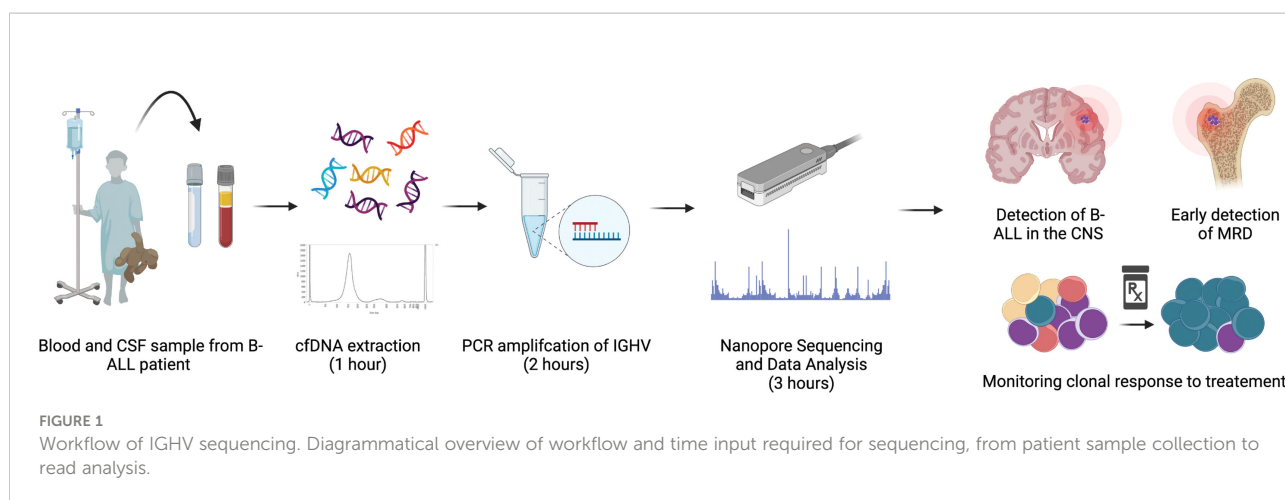 Blood and CSF sample from B-
ALL patient
cfDNA extraction
(1 hour)
PCR amplifcation of IGHV
(2 hours)
Nanopore Sequencing
and Data Analysis
(3 hours)
Detection of B-
ALL in the CNS
Early detection
of MRD
Rx
Monitoring clonal response to treatement
FIGURE 1
Workflow of IGHV sequencing. Diagrammatical overview of workflow and time input required for sequencing, from patient sample collection to
read analysis.